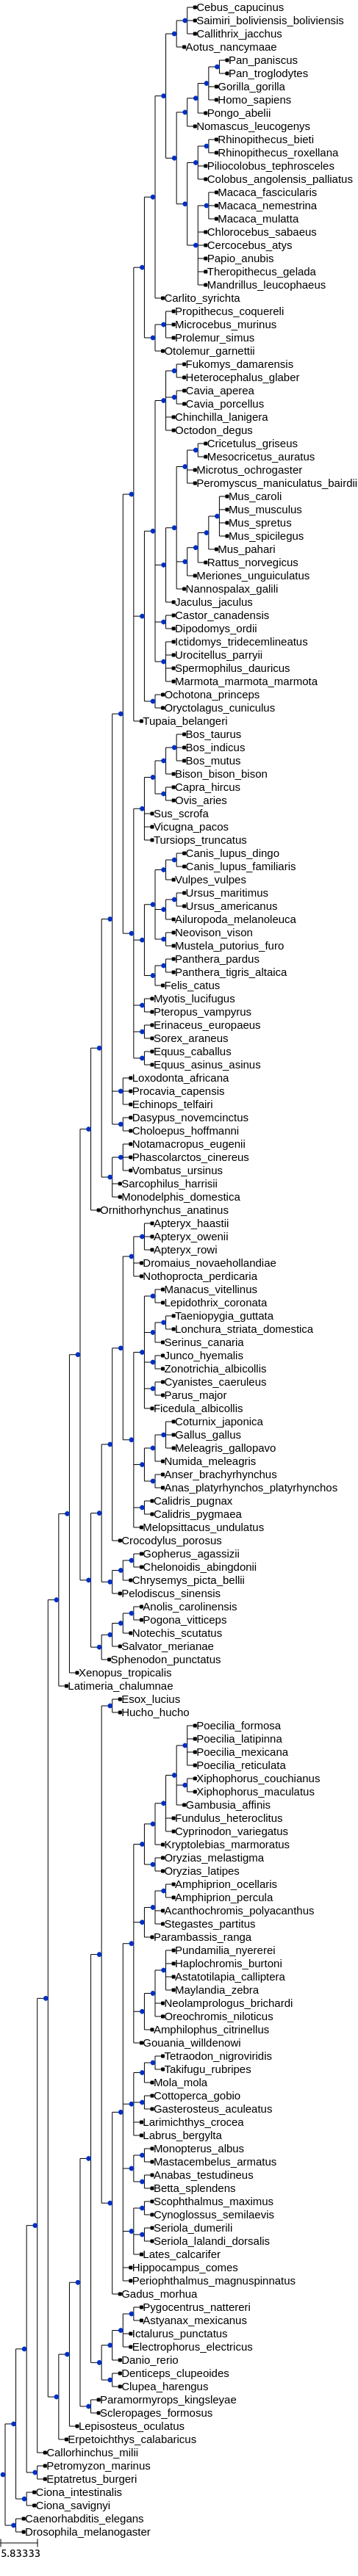 Cebus_capucinus
Saimiri_boliviensis_boliviensis
Callithrix_jacchus
Aotus_nancymaae
Pan_paniscus
Pan_troglodytes
Gorilla_gorilla
Homo_sapiens
Pongo_abelii
Nomascus_leucogenys
Rhinopithecus_bieti
Rhinopithecus_roxellana
Piliocolobus_tephrosceles
Colobus_angolensis_palliatus
Macaca_fascicularis
Macaca_nemestrina
Macaca_mulatta
Chlorocebus_sabaeus
Cercocebus_atys
Papio_anubis
Theropithecus_gelada
Mandrillus_leucophaeus
Carlito_syrichta
Propithecus_coquereli
Microcebus_murinus
Prolemur_simus
Otolemur_garnettii
Fukomys_damarensis
Heterocephalus_glaber
Cavia_aperea
Cavia_porcellus
Chinchilla_lanigera
Octodon_degus
Cricetulus_griseus
Mesocricetus_auratus
Microtus_ochrogaster
Peromyscus_maniculatus_bairdii
Mus_caroli
Mus_musculus
Mus_spretus
Mus_spicilegus
Mus_pahari
Rattus_norvegicus
Meriones_unguiculatus
Nannospalax_galili
Jaculus_jaculus
Castor_canadensis
Dipodomys_ordii
Ictidomys_tridecemlineatus
Urocitellus_parryii
Spermophilus_dauricus
Marmota_marmota_marmota
Ochotona_princeps
Oryctolagus_cuniculus
Tupaia_belangeri
Bos_taurus
Bos_indicus
Bos_mutus
Bison_bison_bison
Capra_hircus
Ovis_aries
Sus_scrofa
Vicugna_pacos
Tursiops_truncatus
Canis_lupus_dingo
Canis_lupus_familiaris
Vulpes_vulpes
Ursus_maritimus
Ursus_americanus
Ailuropoda_melanoleuca
Neovison_vison
Mustela_putorius_furo
Panthera_pardus
Panthera_tigris_altaica
Felis_catus
Myotis_lucifugus
Pteropus_vampyrus
Erinaceus_europaeus
Sorex_araneus
Equus_caballus
Equus_asinus_asinus
Loxodonta_africana
Procavia_capensis
Echinops_telfairi
Dasypus_novemcinctus
Choloepus_hoffmanni
Notamacropus_eugenii
Phascolarctos_cinereus
Vombatus_ursinus
Sarcophilus_harrisii
Monodelphis_domestica
Ornithorhynchus_anatinus
Apteryx_haastii
Apteryx_owenii
Apteryx_rowi
Dromaius_novaehollandiae
Nothoprocta_perdicaria
Manacus_vitellinus
Lepidothrix_coronata
Taeniopygia_guttata
Lonchura_striata_domestica
Serinus_canaria
Junco_hyemalis
Zonotrichia_albicollis
Cyanistes_caeruleus
Parus_major
Ficedula_albicollis
Coturnix_japonica
Gallus_gallus
Meleagris_gallopavo
Numida_meleagris
Anser_brachyrhynchus
Anas_platyrhynchos_platyrhynchos
Calidris_pugnax
Calidris_pygmaea
Melopsittacus_undulatus
Crocodylus_porosus
Gopherus_agassizii
Chelonoidis_abingdonii
Chrysemys_picta_bellii
Pelodiscus_sinensis
Anolis_carolinensis
Pogona_vitticeps
Notechis_scutatus
Salvator_merianae
Sphenodon_punctatus
Xenopus_tropicalis
Latimeria_chalumnae
Esox_lucius
Hucho_hucho
Poecilia_formosa
Poecilia_latipinna
Poecilia_mexicana
Poecilia_reticulata
Xiphophorus_couchianus
Xiphophorus_maculatus
Gambusia_affinis
Fundulus_heteroclitus
Cyprinodon_variegatus
Kryptolebias_marmoratus
Oryzias_melastigma
Oryzias_latipes
Amphiprion_ocellaris
Amphiprion_percula
Acanthochromis_polyacanthus
Stegastes_partitus
Parambassis_ranga
Pundamilia_nyererei
Haplochromis_burtoni
Astatotilapia_calliptera
Maylandia_zebra
Neolamprologus_brichardi
Oreochromis_niloticus
Amphilophus_citrinellus
Gouania_willdenowi
Tetraodon_nigroviridis
Takifugu_rubripes
Mola_mola
Cottoperca_gobio
Gasterosteus_aculeatus
Larimichthys_crocea
Labrus_bergylta
Monopterus_albus
Mastacembelus_armatus
Anabas_testudineus
Betta_splendens
Scophthalmus_maximus
Cynoglossus_semilaevis
Seriola_dumerili
Seriola_lalandi_dorsalis
Lates_calcarifer
Hippocampus_comes
Periophthalmus_magnuspinnatus
Gadus_morhua
Pygocentrus_nattereri
Astyanax_mexicanus
Ictalurus_punctatus
Electrophorus_electricus
Danio_rerio
Denticeps_clupeoides
Clupea_harengus
Paramormyrops_kingsleyae
Scleropages_formosus
Lepisosteus_oculatus
Erpetoichthys_calabaricus
Callorhinchus_milii
Petromyzon_marinus
Eptatretus_burgeri
Ciona_intestinalis
Ciona_savignyi
Caenorhabditis_elegans
Drosophila_melanogaster
5.83333